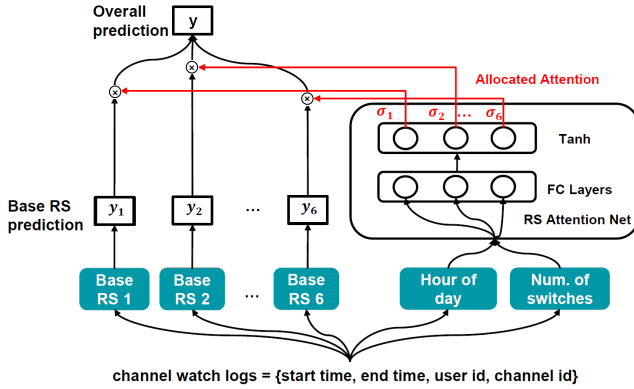 Overall
prediction
y
Allocated Attention
σ1
σ2
...
σ6
Tanh
FC Layers
RS Attention Net
Base RS
prediction
y1
y2
...
y6
Base
RS 1
Base
RS 2
...
Base
RS 6
Hour of
day
Num. of
switches
channel watch logs = {start time, end time, user id, channel id}